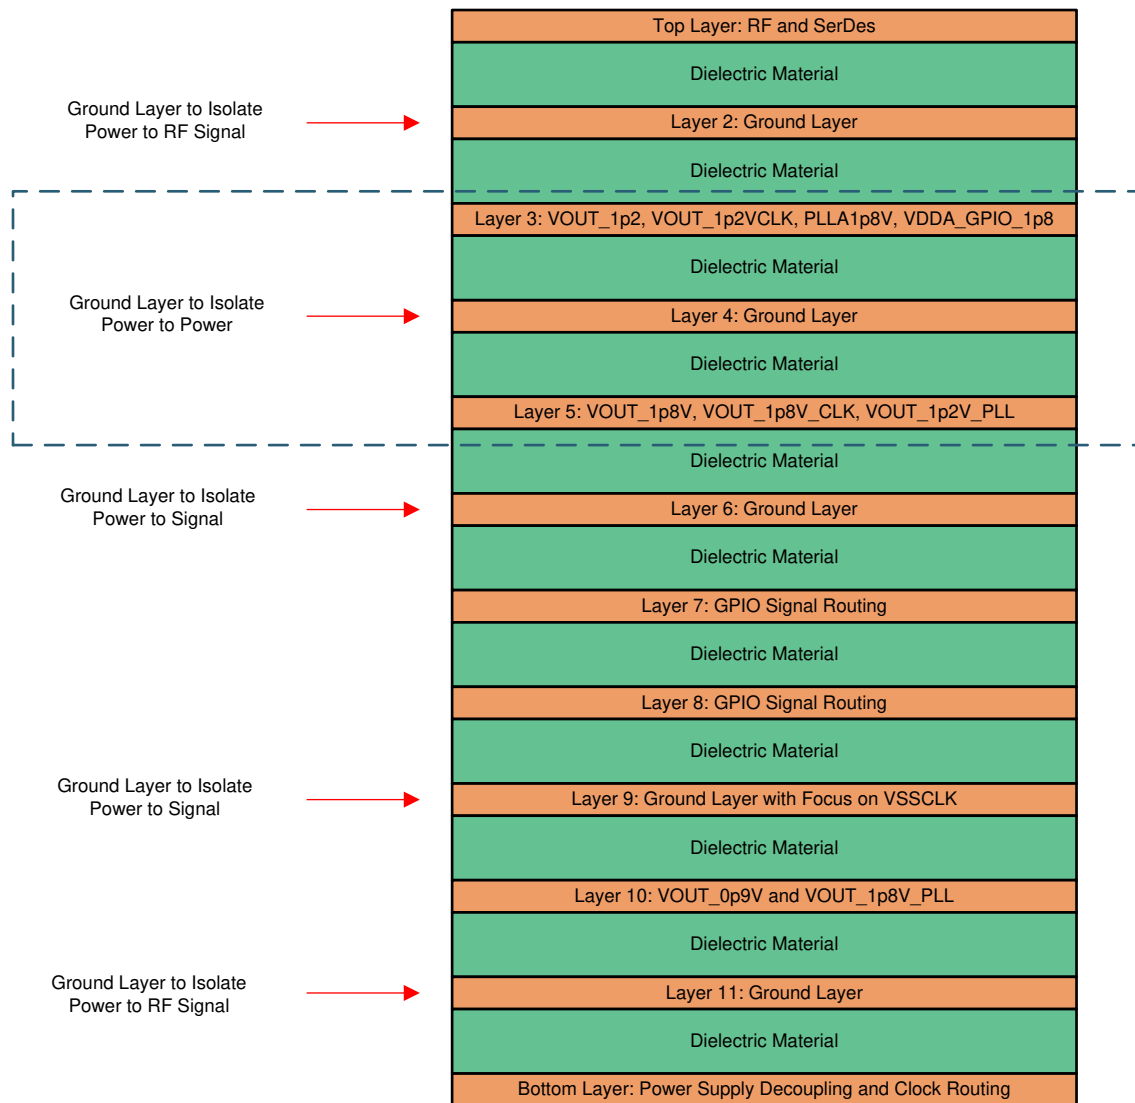 Top Layer: RF and SerDes
Dielectric Material
Ground Layer to Isolate
Power to RF Signal
Layer 2: Ground Layer
Dielectric Material
Layer 3: VOUT_1p2, VOUT_1p2VCLK, PLLA1p8V, VDDA_GPIO_1p8
Dielectric Material
Ground Layer to Isolate
Power to Power
Layer 4: Ground Layer
Dielectric Material
Layer 5: VOUT_1p8V, VOUT_1p8V_CLK, VOUT_1p2V_PLL
Dielectric Material
Ground Layer to Isolate
Power to Signal
Layer 6: Ground Layer
Dielectric Material
Layer 7: GPIO Signal Routing
Dielectric Material
Layer 8: GPIO Signal Routing
Dielectric Material
Ground Layer to Isolate
Power to Signal
Layer 9: Ground Layer with Focus on VSSCLK
Dielectric Material
Layer 10: VOUT_0p9V and VOUT_1p8V_PLL
Dielectric Material
Ground Layer to Isolate
Power to RF Signal
Layer 11: Ground Layer
Dielectric Material
Bottom Layer: Power Supply Decoupling and Clock Routing